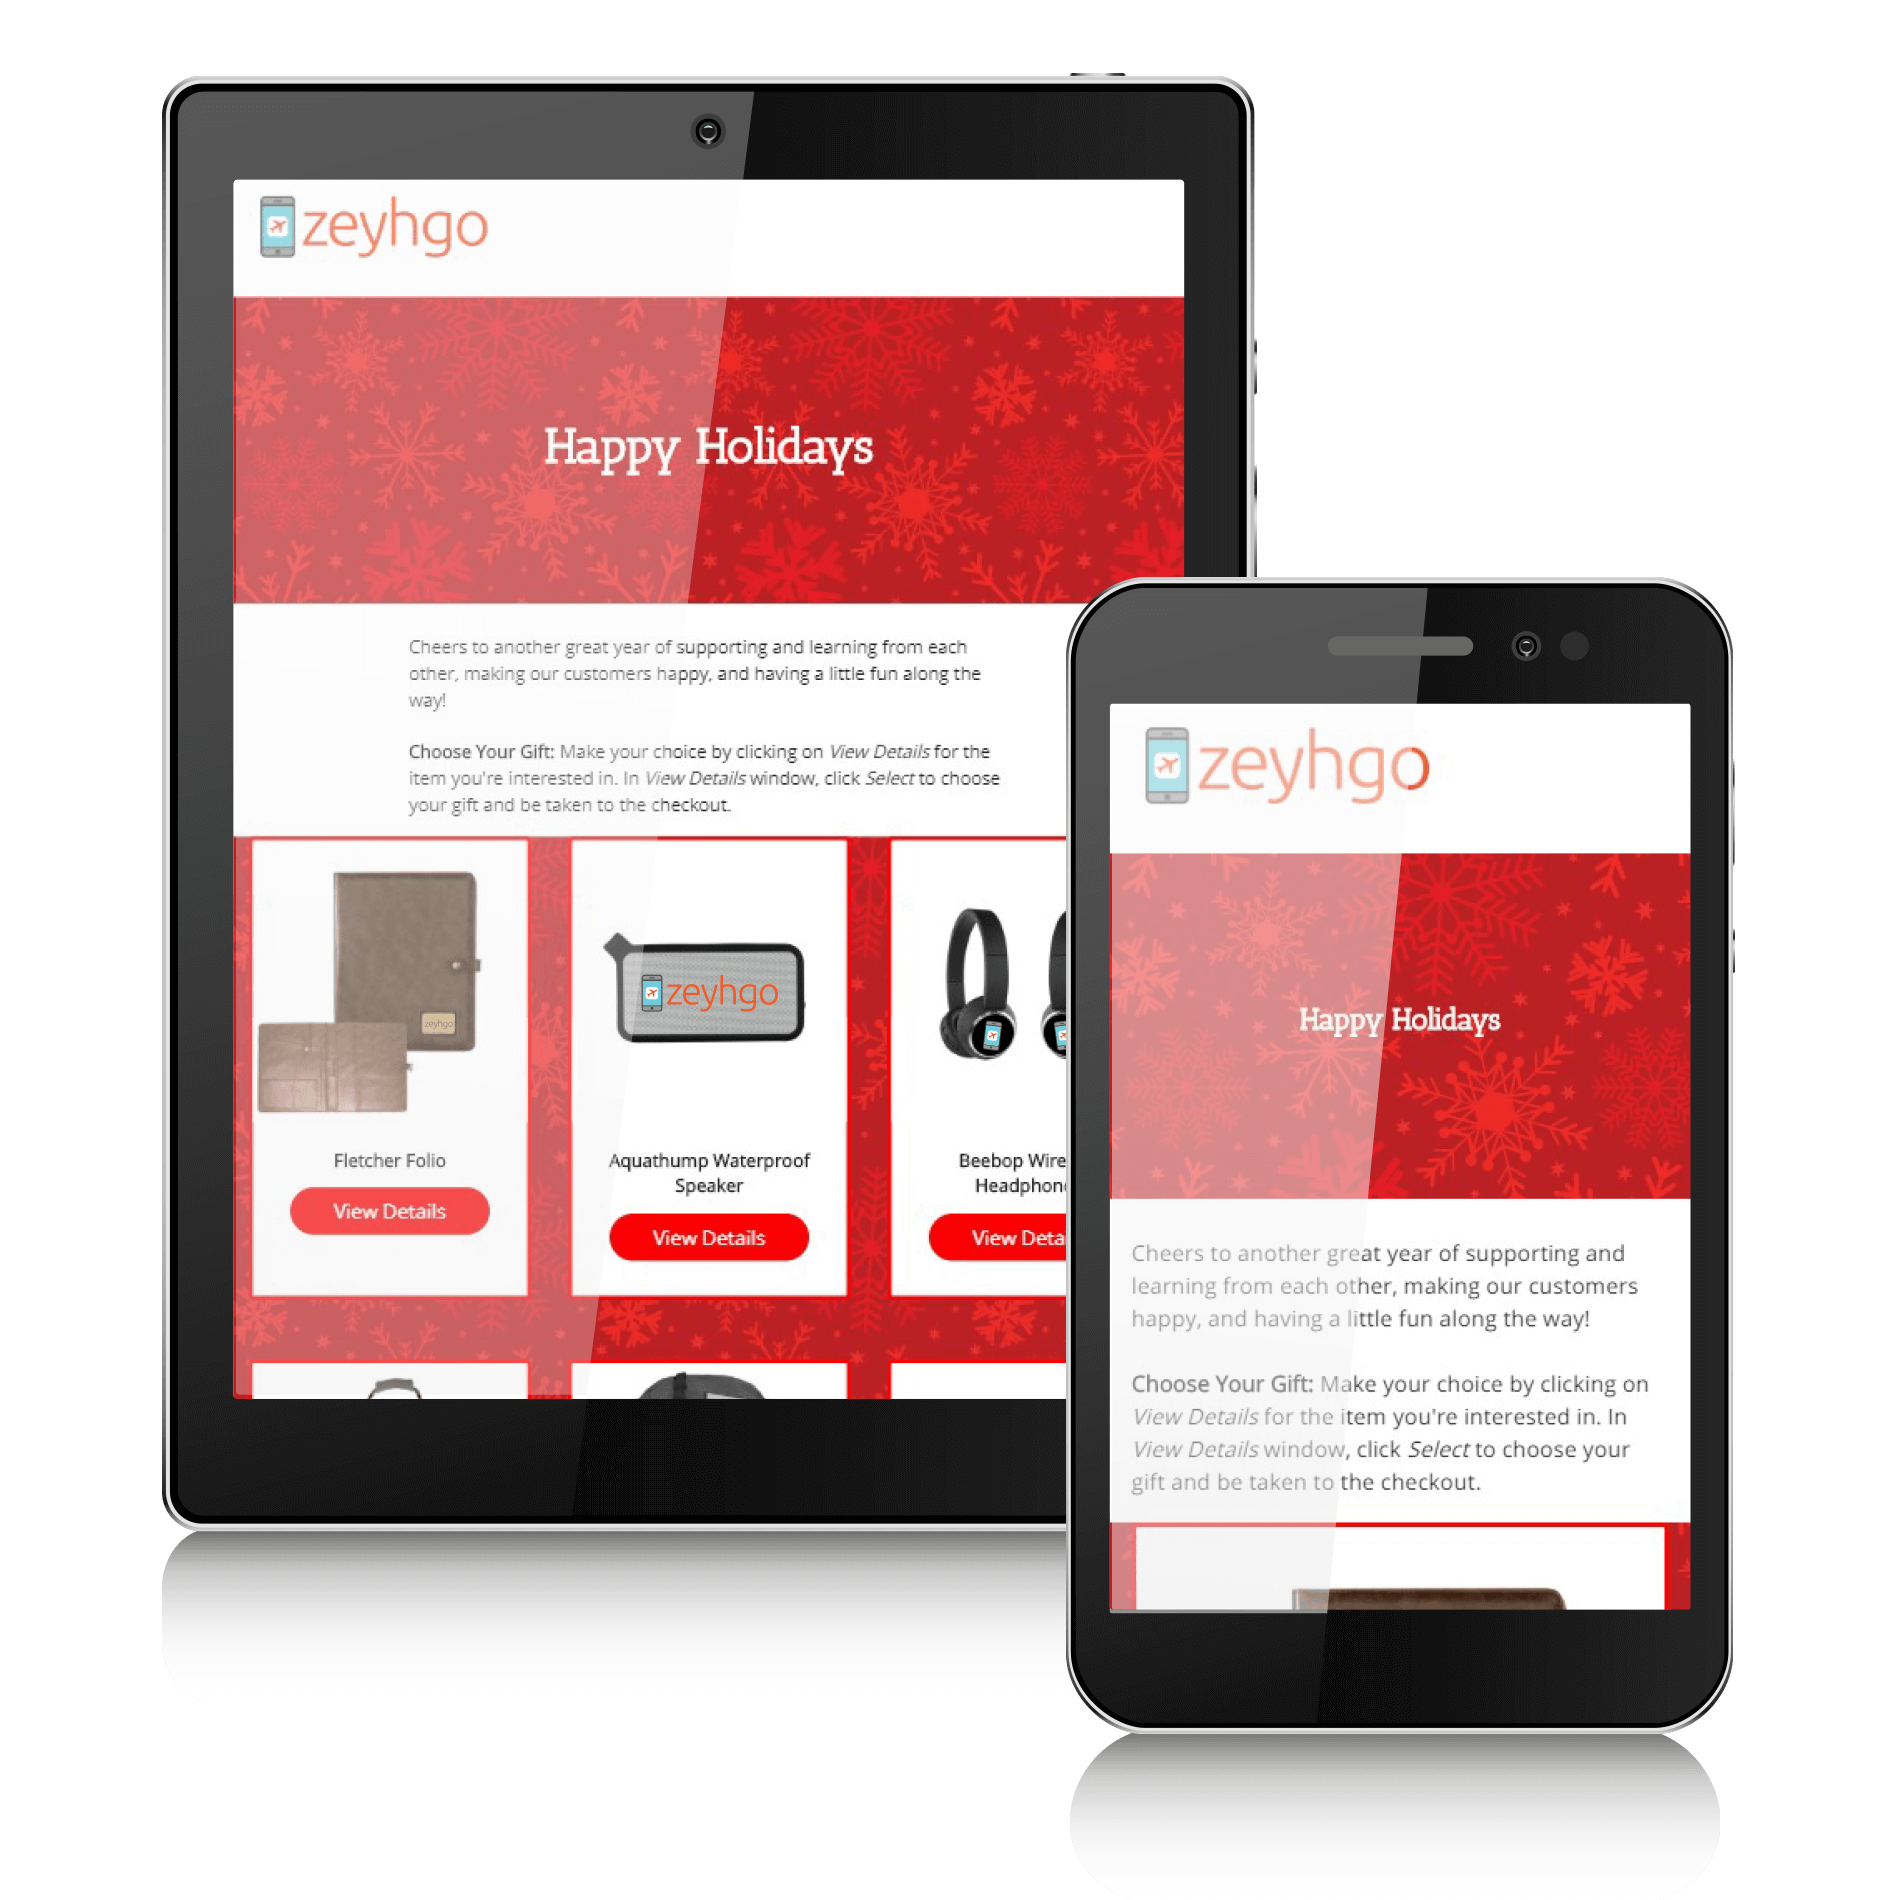 zeyhgo
Happy Holidays
Cheers to another great year of supporting and learning from each
other, making our customers happy, and having a little fun along the
way!
Choose Your Gift: Make your choice by clicking on View Details for the
item you're interested in. In View Details window, click Select to choose
your gift and be taken to the checkout.
zeyhgo
zeyhgo
Fletcher Folio
View Details
Aquathump Waterproof
Speaker
View Details
Beebop Wire
Headphon
View Deta
zeyhgo
Happy Holidays
Cheers to another great year of supporting and
learning from each other, making our customers
happy, and having a little fun along the way!
Choose Your Gift: Make your choice by clicking on
View Details for the item you're interested in. In
View Details window, click Select to choose your
gift and be taken to the checkout.